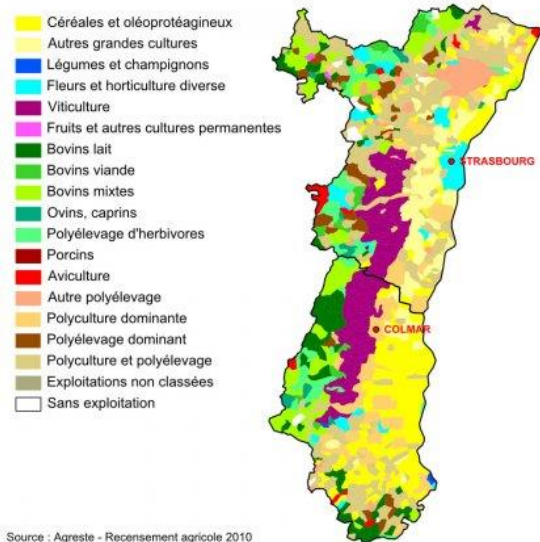 Céréales et oléoprotéagineux
Autres grandes cultures
Légumes et champignons
Fleurs et horticulture diverse
Viticulture
Fruits et autres cultures permanentes
Bovins lait
Bovins viande
Bovins mixtes
Ovins, caprins
Polyélevage d'herbivores
Porcins
Aviculture
Autre polyélevage
Polyculture dominante
Polyélevage dominant
Polyculture et polyélevage
Exploitations non classées
Sans exploitation
STRASBOURG
COLMAR
Source : Agreste - Recensement agricole 2010